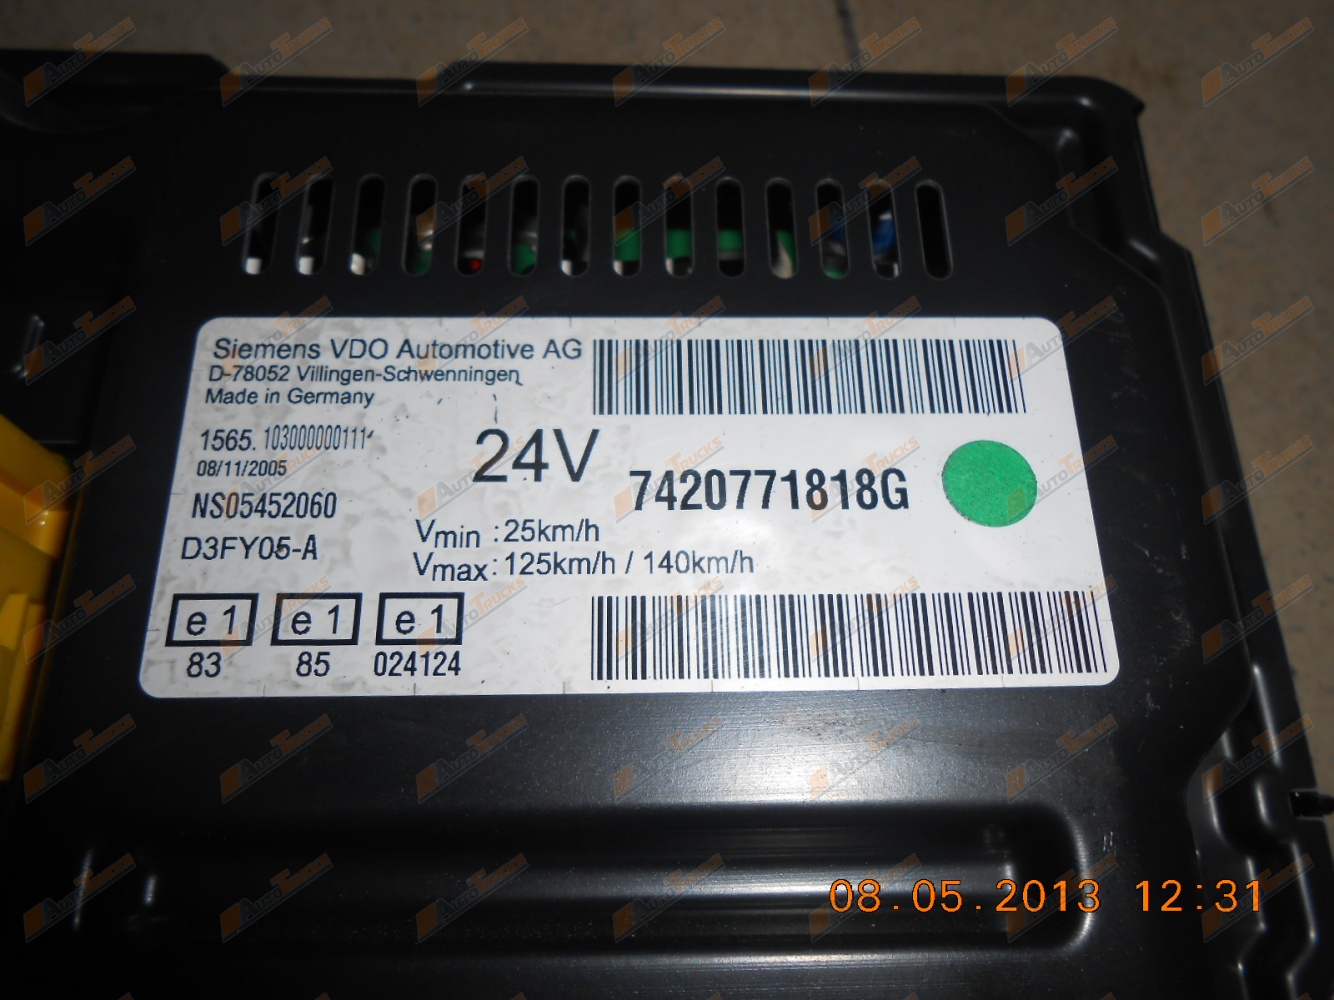 Siemens VDO Automotive AG
D-78052 Villingen-Schwenningen
Made in Germany
1565.
08/11/2005
24V
7420771818G
NS05452060
D3FY05-A
Vmin : 25km/h
Vmax: 125km/h / 140km/h
e 1 e 1 e 1
83 85 024124
08.05.2013 12:31
AUTOTRUCKS